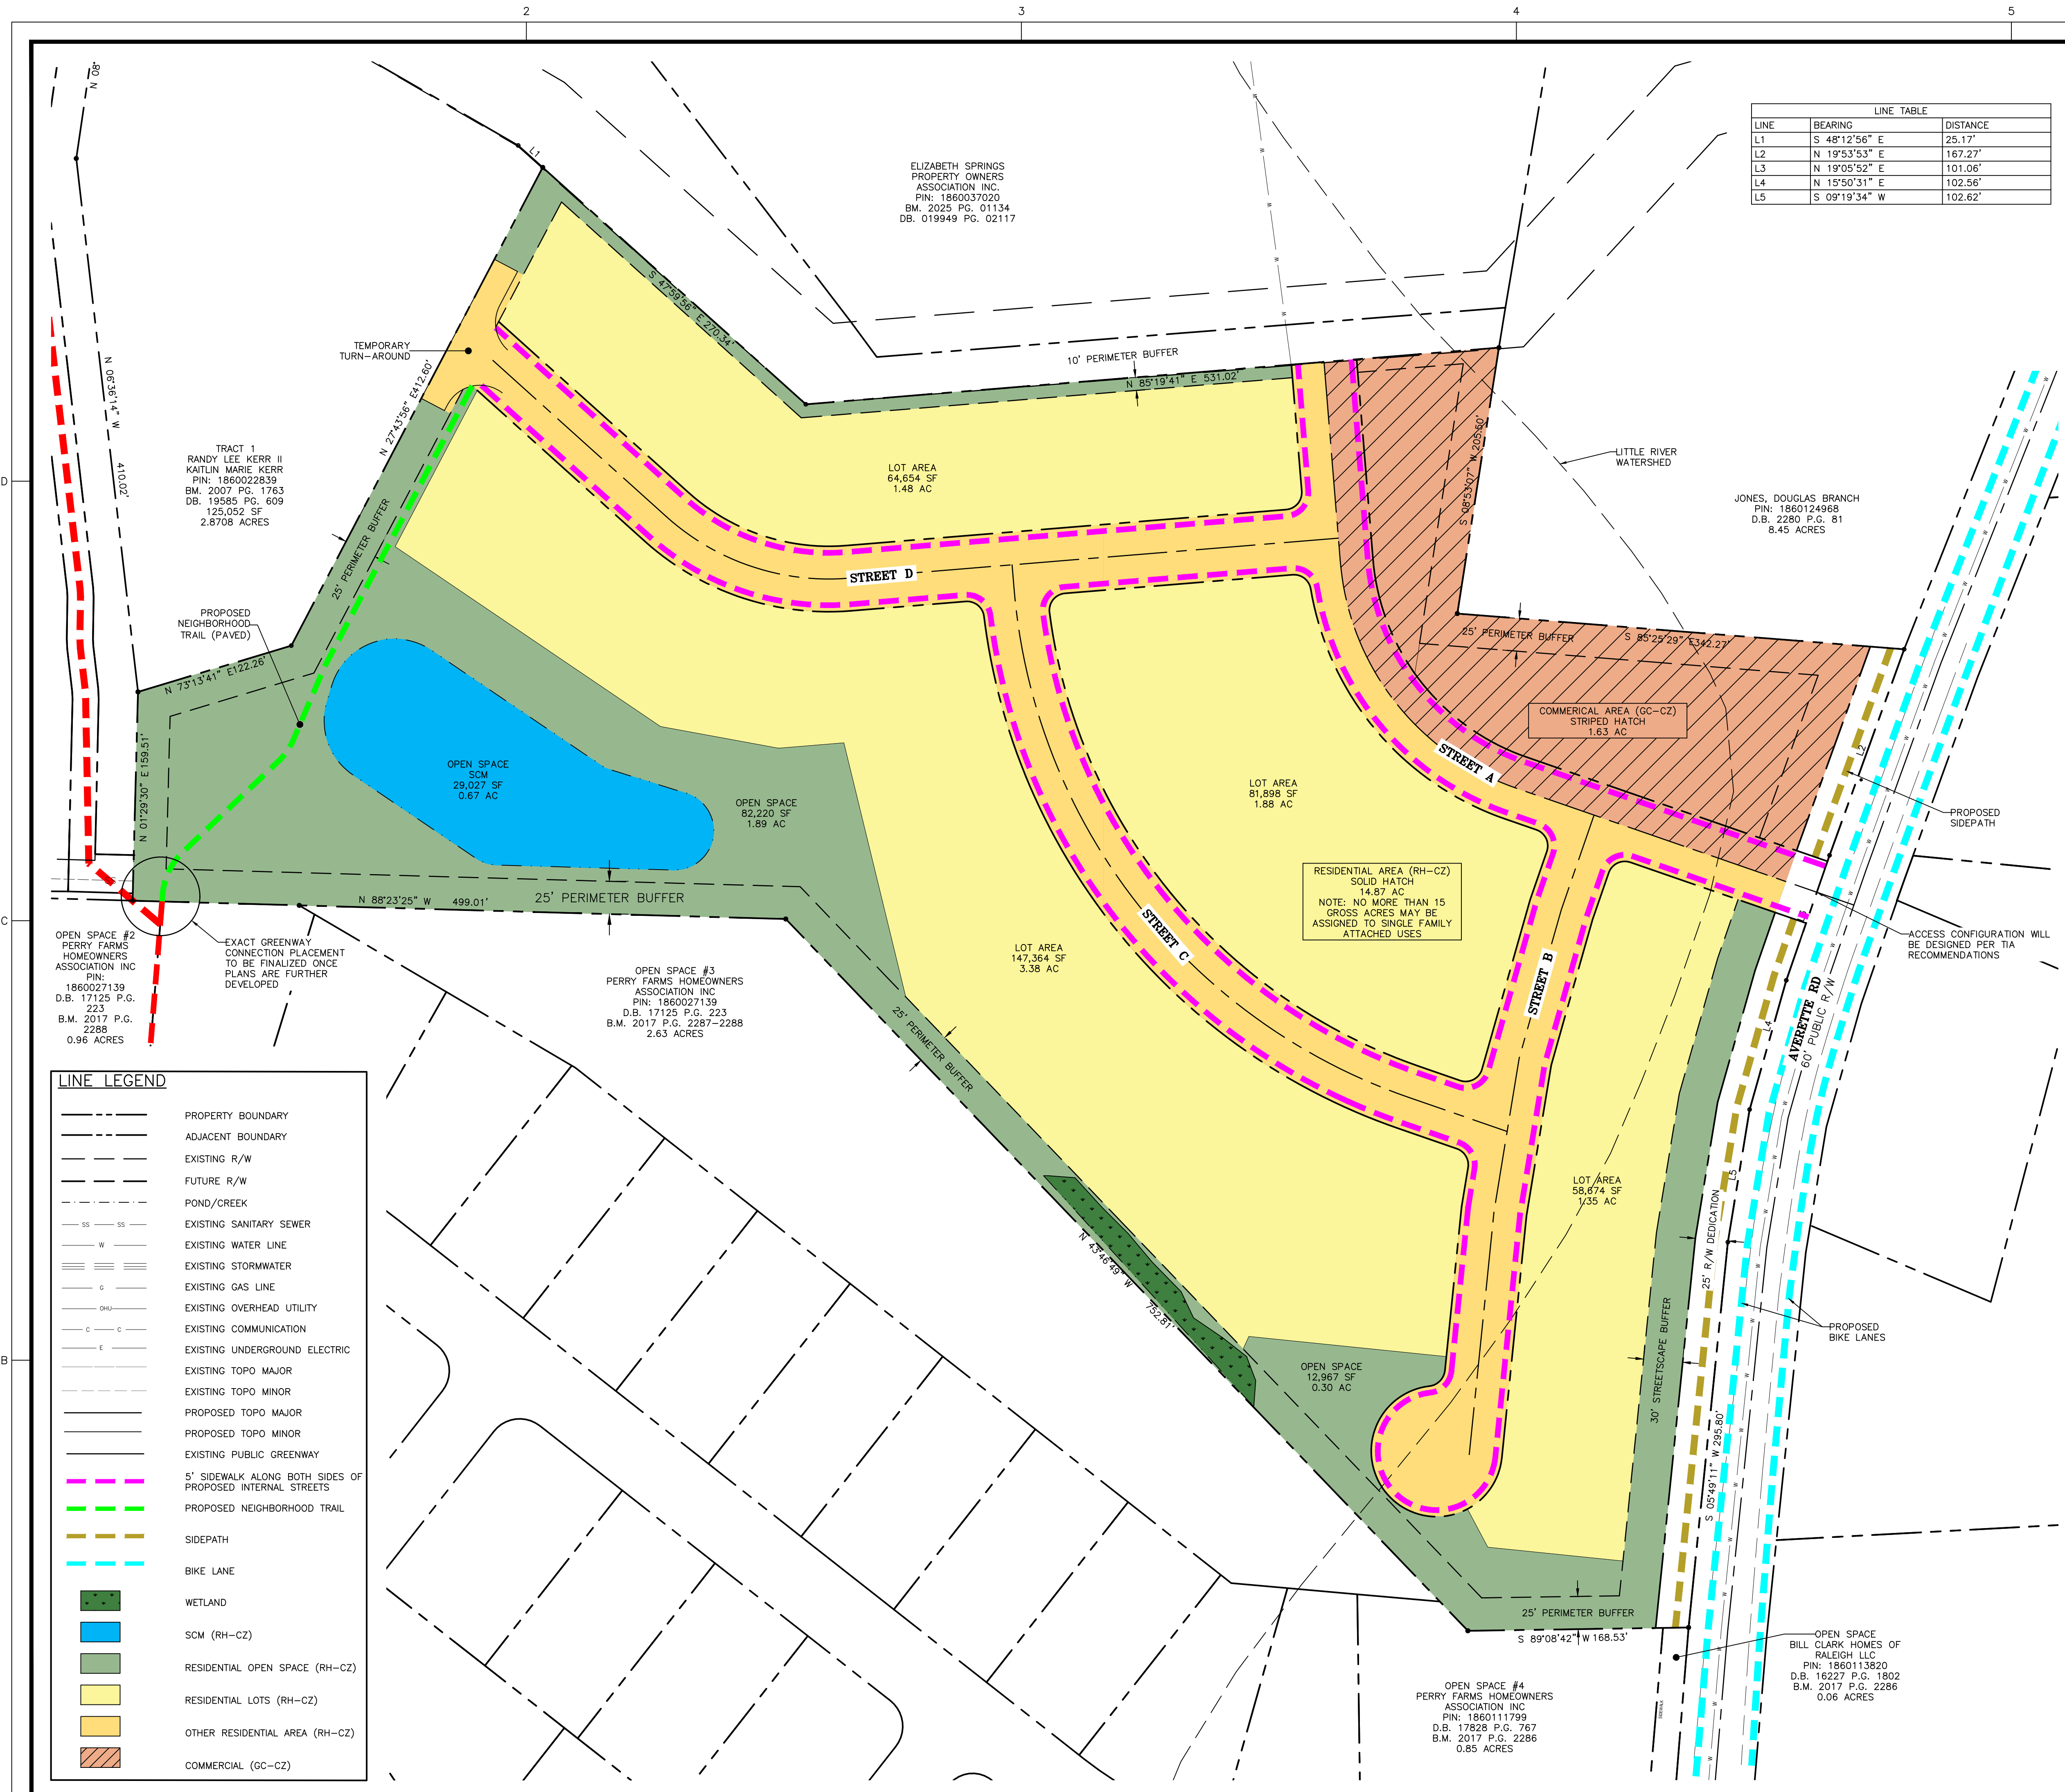 2
3
4
5
D
C
B
LINE TABLE
LINE BEARING DISTANCE
L1 S 48°12'56" E 25.17'
L2 N 19°53'53" E 167.27'
L3 N 19°05'52" E 101.06'
L4 N 15°50'31" E 102.56'
L5 S 09°19'34" W 102.62'
N 08°
L1
ELIZABETH SPRINGS
PROPERTY OWNERS
ASSOCIATION INC.
PIN: 1860037020
BM. 2025 PG. 01134
DB. 019949 PG. 02117
S 47°59'56" E 270.34'
TEMPORARY
TURN-AROUND
10' PERIMETER BUFFER
N 85°19'41" E 531.02'
N 06°36'14" W 410.02'
N 27°43'56" E412.60'
TRACT 1
RANDY LEE KERR II
KAITLIN MARIE KERR
PIN: 1860022839
BM. 2007 PG. 1763
DB. 19585 PG. 609
125,052 SF
2.8708 ACRES
LOT AREA
64,654 SF
1.48 AC
S 08°53'07" W 205.60'
LITTLE RIVER
WATERSHED
JONES, DOUGLAS BRANCH
PIN: 1860124968
D.B. 2280 P.G. 81
8.45 ACRES
25' PERIMETER BUFFER
STREET D
PROPOSED
NEIGHBORHOOD
TRAIL (PAVED)
N 73°13'41" E122.26'
25' PERIMETER BUFFER
S 85°25'29" E342.27'
COMMERICAL AREA (GC-CZ)
STRIPED HATCH
1.63 AC
N 01°29'30" E 159.51'
OPEN SPACE
SCM
29,027 SF
0.67 AC
OPEN SPACE
82,220 SF
1.89 AC
STREET A
LOT AREA
81,898 SF
1.88 AC
L2
PROPOSED
SIDEPATH
RESIDENTIAL AREA (RH-CZ)
SOLID HATCH
14.87 AC
NOTE: NO MORE THAN 15
GROSS ACRES MAY BE
ASSIGNED TO SINGLE FAMILY
ATTACHED USES
N 88°23'25" W 499.01'
25' PERIMETER BUFFER
EXACT GREENWAY
CONNECTION PLACEMENT
TO BE FINALIZED ONCE
PLANS ARE FURTHER
DEVELOPED
OPEN SPACE #2
PERRY FARMS
HOMEOWNERS
ASSOCIATION INC
PIN:
1860027139
D.B. 17125 P.G.
223
B.M. 2017 P.G.
2288
0.96 ACRES
LOT AREA
147,364 SF
3.38 AC
STREET C
STREET B
ACCESS CONFIGURATION WILL
BE DESIGNED PER TIA
RECOMMENDATIONS
OPEN SPACE #3
PERRY FARMS HOMEOWNERS
ASSOCIATION INC
PIN: 1860027139
D.B. 17125 P.G. 223
B.M. 2017 P.G. 2287-2288
2.63 ACRES
25' PERIMETER BUFFER
L4
AVERETTE RD
60' PUBLIC R/W
L5
LOT AREA
58,674 SF
1.35 AC
25' R/W DEDICATION
N 43°46'49" W 752.81'
PROPOSED
BIKE LANES
30' STREETSCAPE BUFFER
OPEN SPACE
12,967 SF
0.30 AC
S 05°49'11" W 295.80'
25' PERIMETER BUFFER
S 89°08'42" W 168.53'
OPEN SPACE
BILL CLARK HOMES OF
RALEIGH LLC
PIN: 1860113820
D.B. 16227 P.G. 1802
B.M. 2017 P.G. 2286
0.06 ACRES
OPEN SPACE #4
PERRY FARMS HOMEOWNERS
ASSOCIATION INC
PIN: 1860111799
D.B. 17828 P.G. 767
B.M. 2017 P.G. 2286
0.85 ACRES
SIDEWALK
LINE LEGEND
PROPERTY BOUNDARY
ADJACENT BOUNDARY
EXISTING R/W
FUTURE R/W
POND/CREEK
SS SS EXISTING SANITARY SEWER
W EXISTING WATER LINE
EXISTING STORMWATER
G EXISTING GAS LINE
OHU EXISTING OVERHEAD UTILITY
C C EXISTING COMMUNICATION
E EXISTING UNDERGROUND ELECTRIC
EXISTING TOPO MAJOR
EXISTING TOPO MINOR
PROPOSED TOPO MAJOR
PROPOSED TOPO MINOR
EXISTING PUBLIC GREENWAY
5' SIDEWALK ALONG BOTH SIDES OF
PROPOSED INTERNAL STREETS
PROPOSED NEIGHBORHOOD TRAIL
SIDEPATH
BIKE LANE
WETLAND
SCM (RH-CZ)
RESIDENTIAL OPEN SPACE (RH-CZ)
RESIDENTIAL LOTS (RH-CZ)
OTHER RESIDENTIAL AREA (RH-CZ)
COMMERCIAL (GC-CZ)